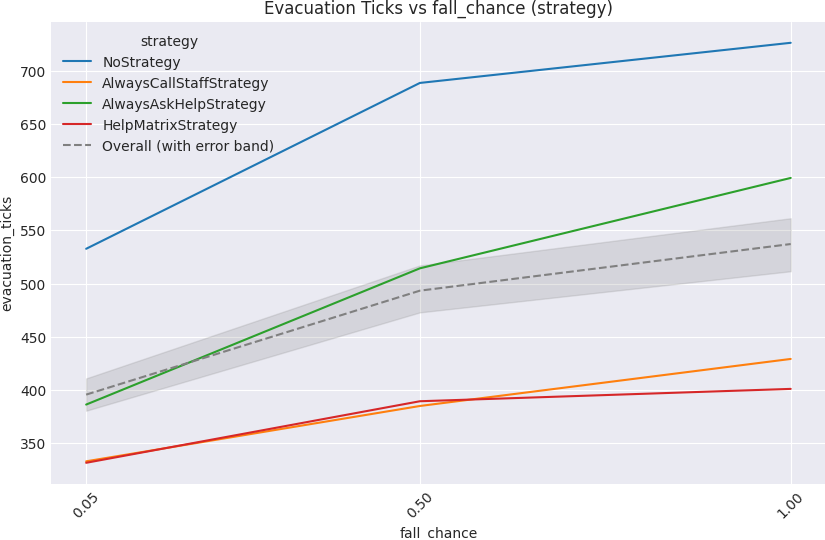 Evacuation Ticks vs fall_chance (strategy)
strategy
NoStrategy
AlwaysCallStaffStrategy
AlwaysAskHelpStrategy
HelpMatrixStrategy
Overall (with error band)
evacuation_ticks
700
650
600
550
500
450
400
350
0.05
0.50
1.00
fall_chance